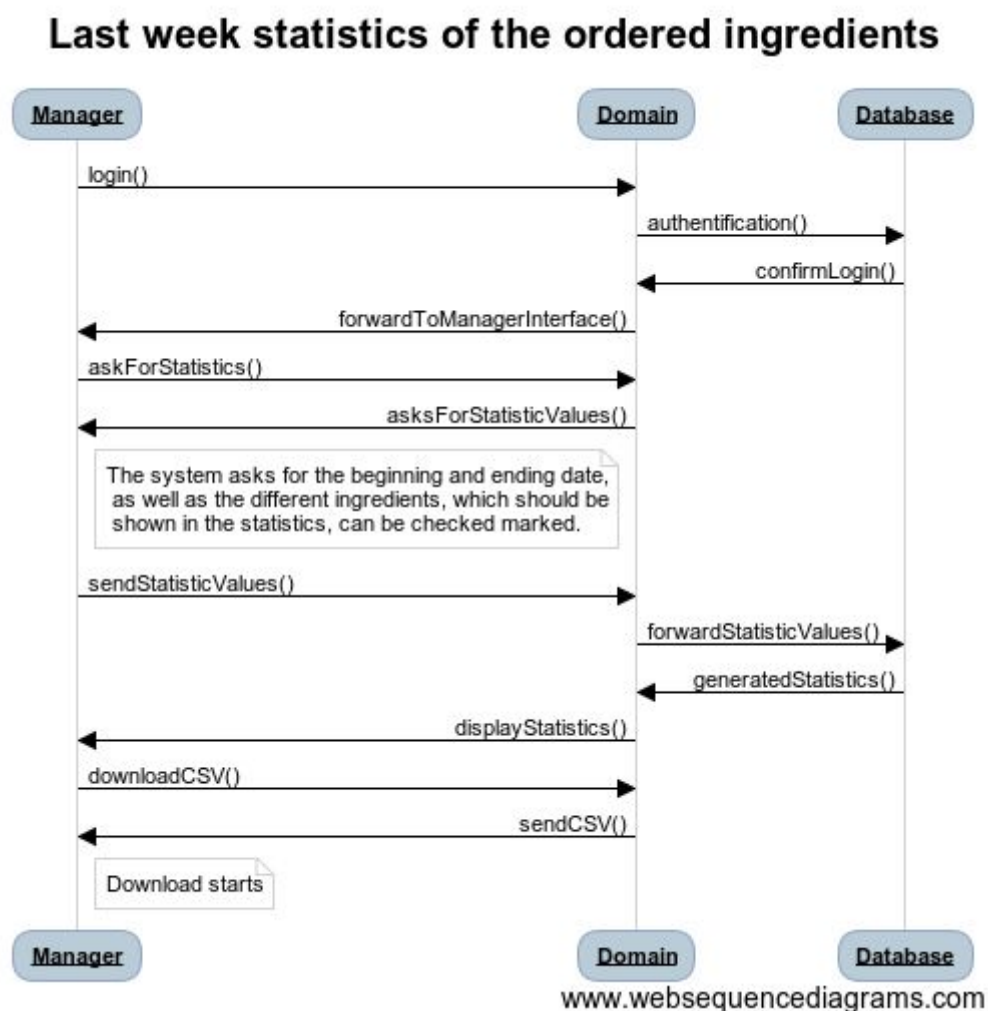 Last week statistics of the ordered ingredients
Manager
Domain
Database
login()
authentification()
confirmLogin()
forwardToManagerInterface()
askForStatistics()
asksForStatisticValues()
The system asks for the beginning and ending date,
as well as the different ingredients, which should be
shown in the statistics, can be checked marked.
sendStatisticValues()
forwardStatisticValues()
generatedStatistics()
displayStatistics()
downloadCSV()
sendCSV()
Download starts
Manager
Domain
Database
www.websequencediagrams.com